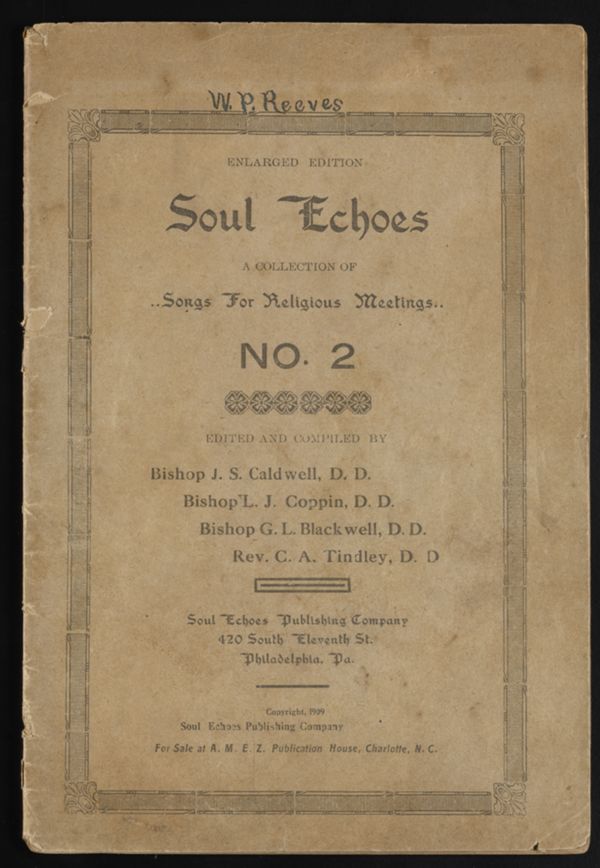 W. P. Reeves
ENLARGED EDITION
Soul Echoes
A COLLECTION OF
..Songs For Religious Meetings..
NO. 2
EDITED AND COMPILED BY
Bishop J. S. Caldwell, D. D.
Bishop L. J. Coppin, D. D.
Bishop G. L. Blackwell, D. D.
Rev. C. A. Tindley, D. D
Soul Echoes Publishing Company
420 South Eleventh St.
Philadelphia, Pa.
Copyright, 1909
Soul Echoes Publishing Company
For Sale at A. M. E. Z. Publication House, Charlotte, N. C.